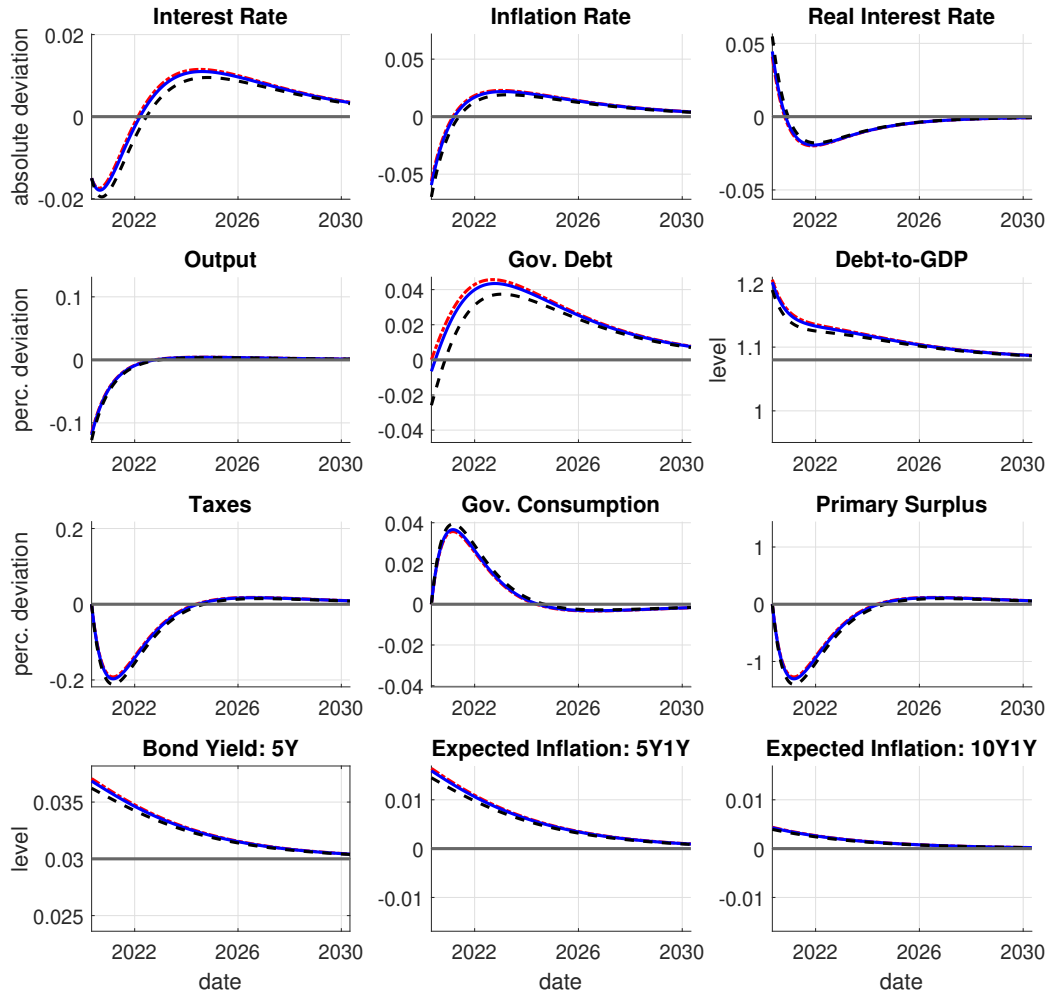 Interest Rate
absolute deviation
0.02
0
-0.02
2022 2026 2030
Inflation Rate
0.05
0
-0.05
2022 2026 2030
Real Interest Rate
0.05
0
-0.05
2022 2026 2030
Output
perc. deviation
0.1
0
-0.1
2022 2026 2030
Gov. Debt
0.04
0.02
0
-0.02
-0.04
2022 2026 2030
Debt-to-GDP
level
1.2
1.1
1
2022 2026 2030
Taxes
perc. deviation
0.2
0
-0.2
2022 2026 2030
Gov. Consumption
0.04
0.02
0
-0.02
-0.04
2022 2026 2030
Primary Surplus
1
0
-1
2022 2026 2030
Bond Yield: 5Y
level
0.035
0.03
0.025
2022 2026 2030
date
Expected Inflation: 5Y1Y
0.01
0
-0.01
2022 2026 2030
date
Expected Inflation: 10Y1Y
0.01
0
-0.01
2022 2026 2030
date